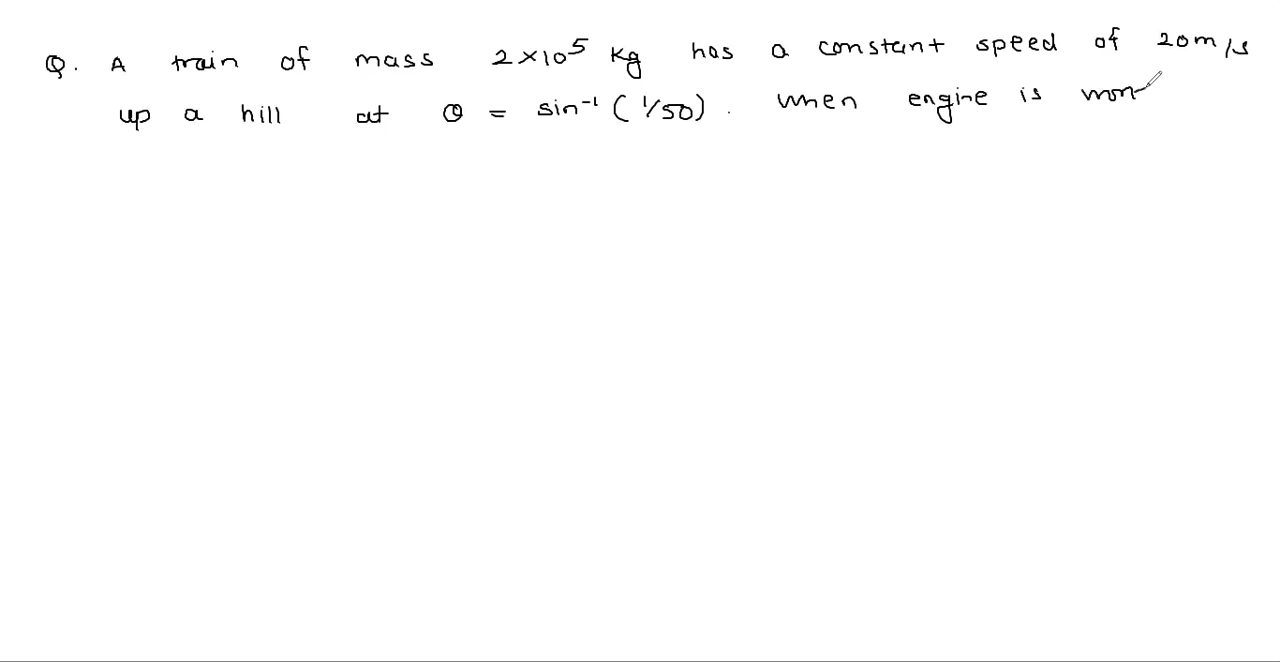 Q. A train of mass 2×10⁵ kg has a constant speed of 20m/s
up a hill at θ = sin⁻¹ (1/50). when engine is